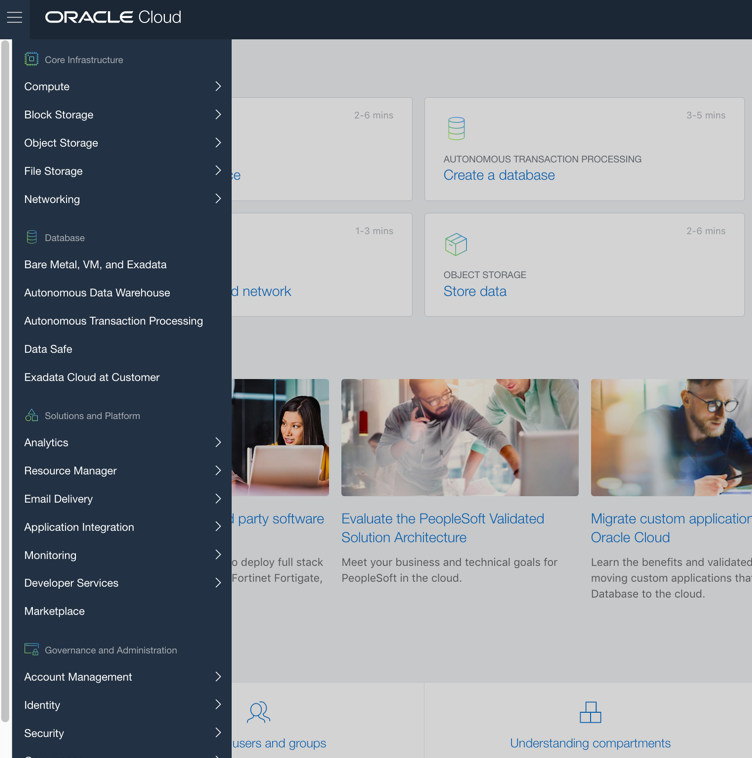 ORACLE Cloud
Core Infrastructure
Compute
Block Storage
Object Storage
File Storage
Networking
Database
Bare Metal, VM, and Exadata
Autonomous Data Warehouse
Autonomous Transaction Processing
Data Safe
Exadata Cloud at Customer
Solutions and Platform
Analytics
Resource Manager
Email Delivery
Application Integration
Monitoring
Developer Services
Marketplace
Governance and Administration
Account Management
Identity
Security
2-6 mins
ce
3-5 mins
AUTONOMOUS TRANSACTION PROCESSING
Create a database
1-3 mins
d network
2-6 mins
OBJECT STORAGE
Store data
d party software
o deploy full stack
Fortinet Fortigate,
Evaluate the PeopleSoft Validated
Solution Architecture
Meet your business and technical goals for
PeopleSoft in the cloud.
Migrate custom application
Oracle Cloud
Learn the benefits and validated
moving custom applications tha
Database to the cloud.
users and groups
Understanding compartments